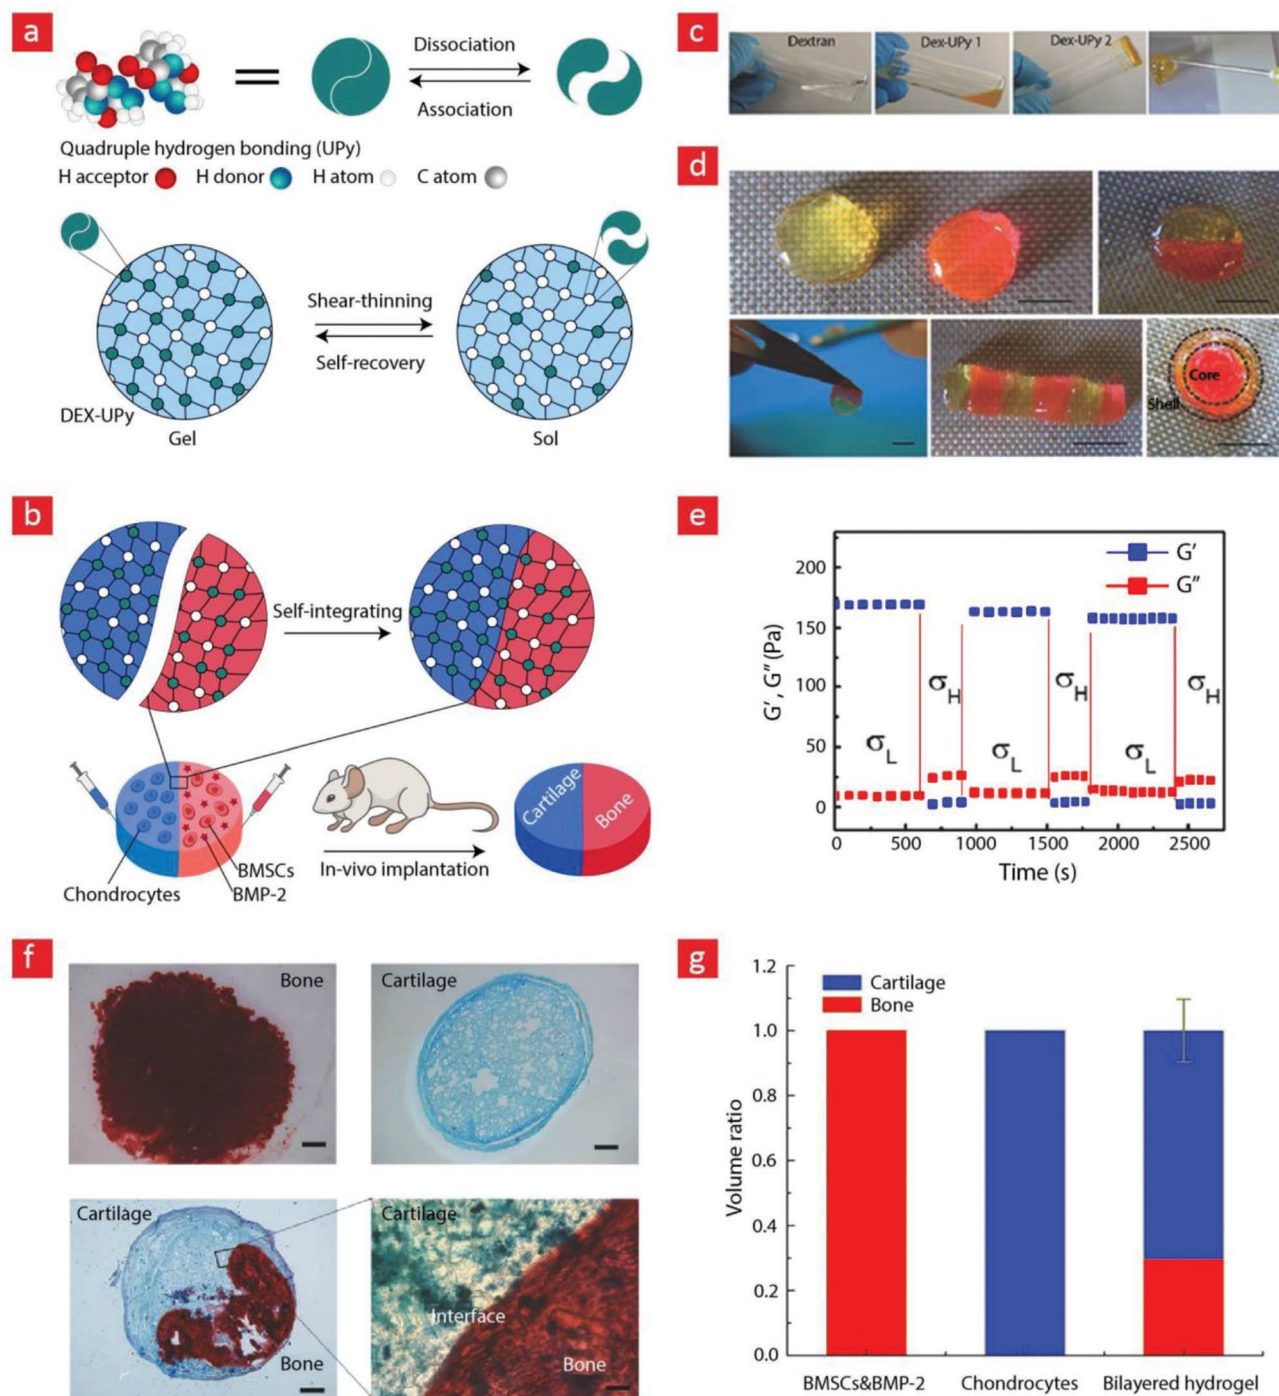 a
Dissociation
Association
Quadruple hydrogen bonding (UPy)
H acceptor H donor H atom C atom
Shear-thinning
Self-recovery
DEX-UPy
Gel
Sol
b
Self-integrating
Chondrocytes
BMSCs
BMP-2
In-vivo implantation
Cartilage
Bone
c
Dextran
Dex-UPy 1
Dex-UPy 2
d
Core
Shell
e
G', G" (Pa)
200
150
100
50
0
G'
G"
σL
σH
σL
σH
σL
σH
0 500 1000 1500 2000 2500
Time (s)
f
Bone
Cartilage
Cartilage
Bone
Cartilage
Interface
Bone
g
Volume ratio
1.2
1.0
0.8
0.6
0.4
0.2
0.0
Cartilage
Bone
BMSCs&BMP-2
Chondrocytes
Bilayered hydrogel